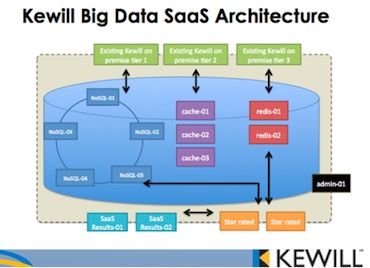 Kewill Big Data SaaS Architecture
Existing Kewill on
premise tier 1
Existing Kewill on
premise tier 2
Existing Kewill on
premise tier 3
NoSQL-01
NoSQL-0X
NoSQL-02
NoSQL-04
NoSQL-03
cache-01
cache-02
cache-03
redis-01
redis-02
admin-01
SaaS
Results-01
SaaS
Results-02
Star rated
Star rated
KEWILL